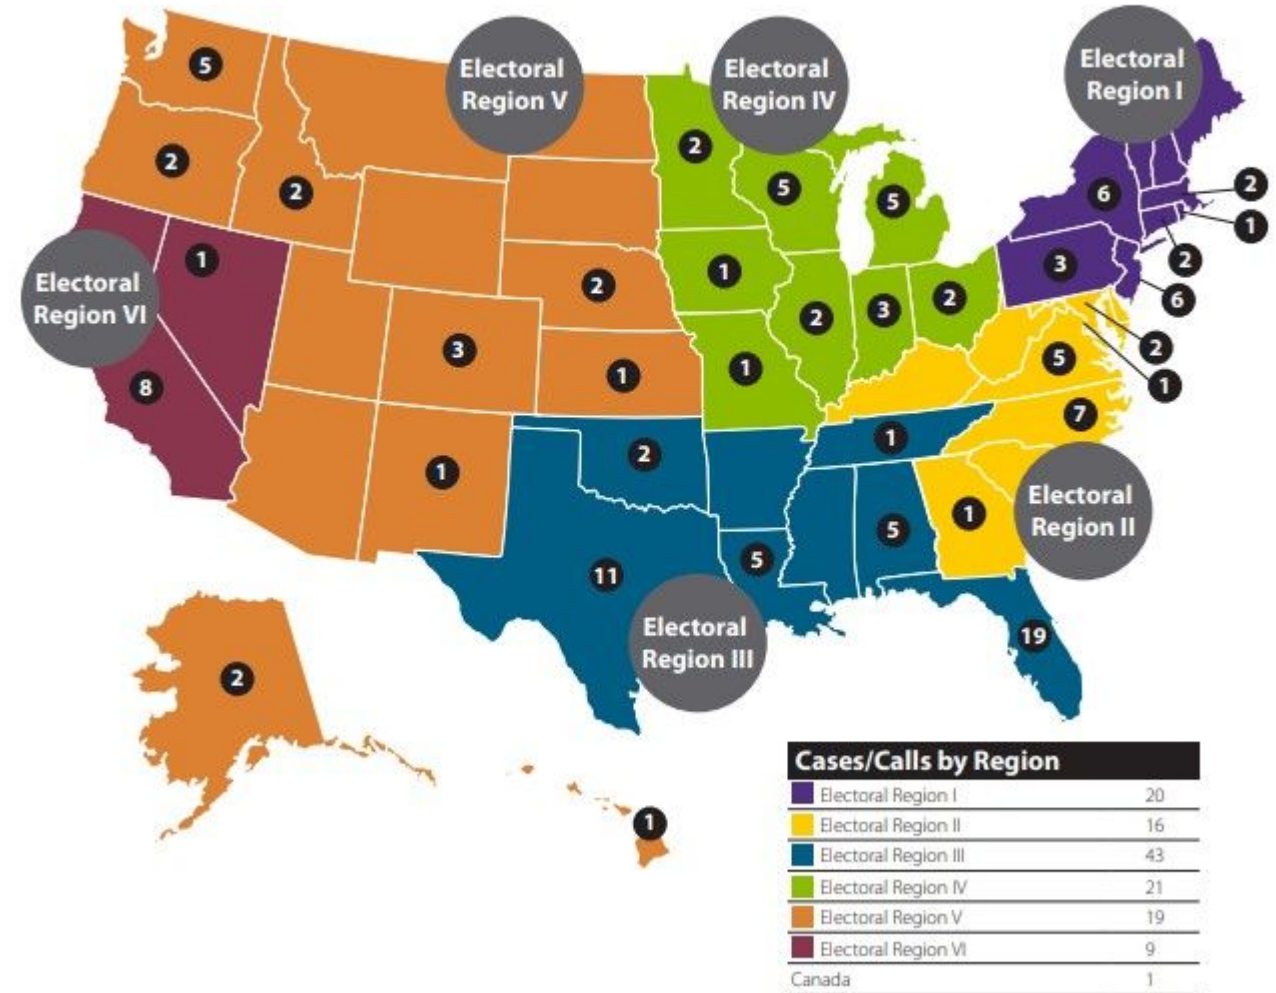 Electoral
Region V
Electoral
Region IV
Electoral
Region I
5
2
2
2
5
5
6
2
1
2
6
3
Electoral
Region VI
1
8
2
1
3
1
1
2
3
2
1
2
1
5
7
1
1
2
11
5
5
1
Electoral
Region II
Electoral
Region III
19
2
1
Cases/Calls by Region
Electoral Region I 20
Electoral Region II 16
Electoral Region III 43
Electoral Region IV 21
Electoral Region V 19
Electoral Region VI 9
Canada 1